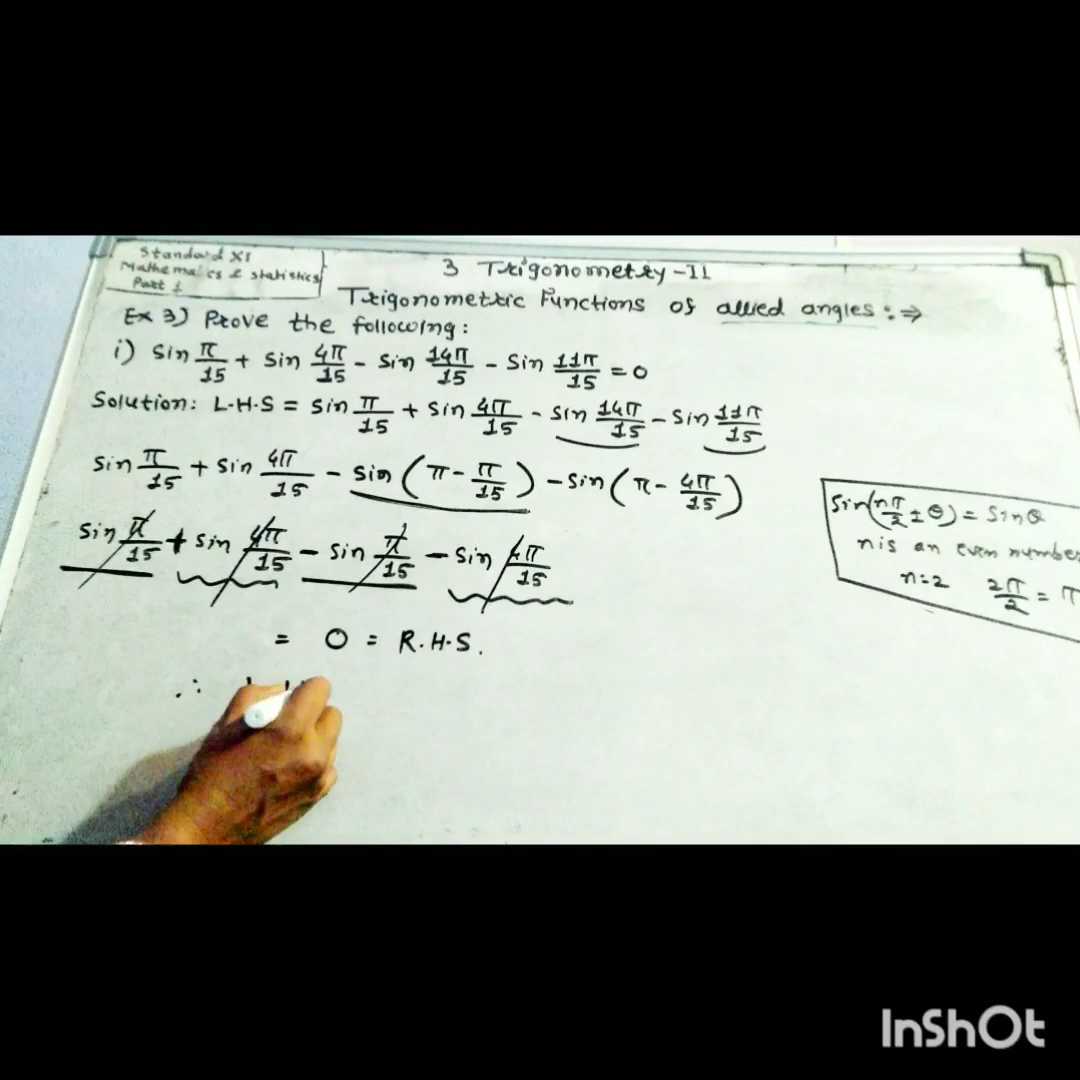 Standard XI
Mathematics & statistics
Part 1
3 Trigonometry-II
Trigonometric Functions of allied angles :⇒
Ex 3) Prove the following:
i) sin π/15 + sin 4π/15 - sin 14π/15 - sin 11π/15 = 0
Solution: L.H.S = sin π/15 + sin 4π/15 - sin 14π/15 - sin 11π/15
sin π/15 + sin 4π/15 - sin (π - π/15) - sin (π - 4π/15)
sin π/15 + sin 4π/15 - sin π/15 - sin 4π/15
= 0 = R.H.S.
∴
sin(nπ/2 ± θ) = sinθ
n is an even number
n=2 2π/2 = π
InShOt